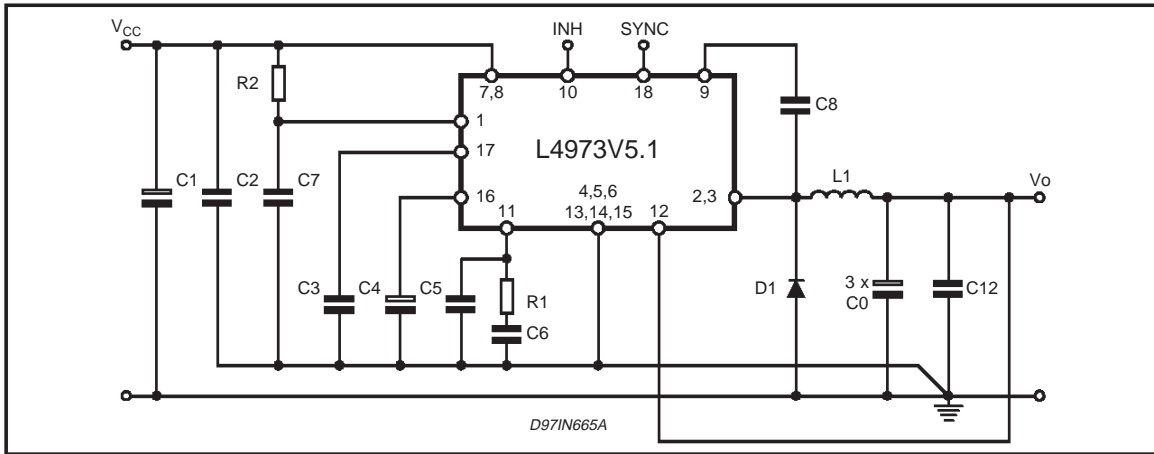 VCC
INH
SYNC
R2
7,8
10
18
9
C8
1
17
L4973V5.1
L1
Vo
C1
C2
C7
16
4,5,6
13,14,15
2,3
11
12
C3
C4
C5
R1
C6
D1
3 x
C0
C12
D97IN665A